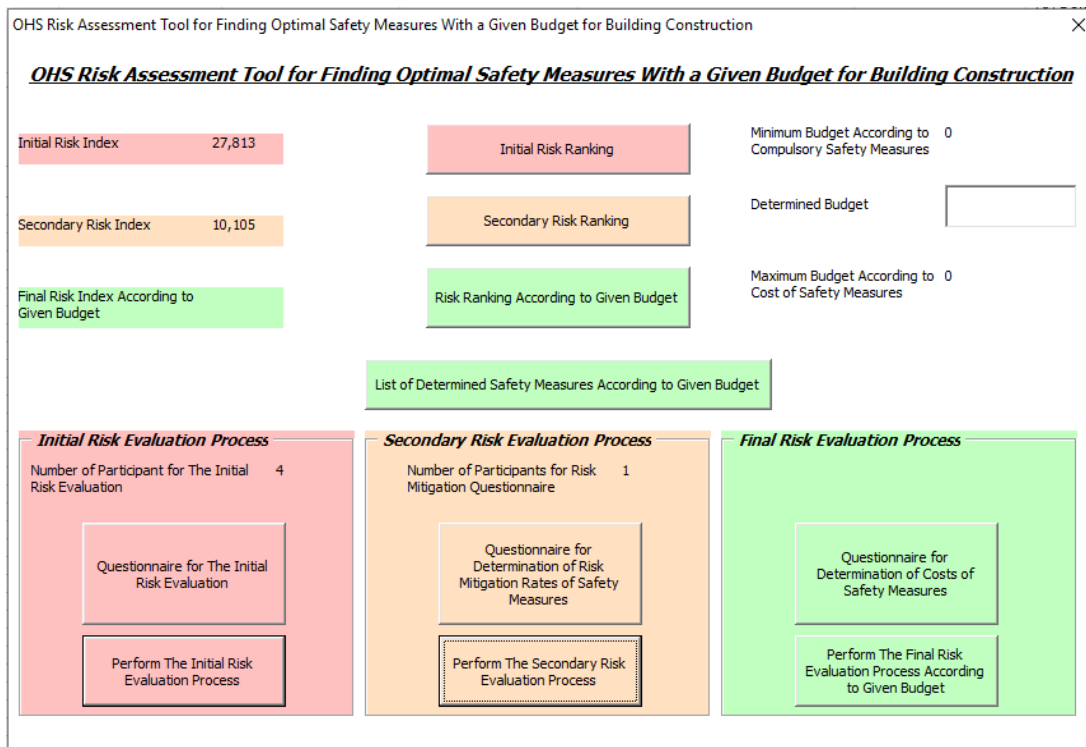 OHS Risk Assessment Tool for Finding Optimal Safety Measures With a Given Budget for Building Construction
OHS Risk Assessment Tool for Finding Optimal Safety Measures With a Given Budget for Building Construction
Initial Risk Index 27,813
Initial Risk Ranking
Minimum Budget According to 0
Compulsory Safety Measures
Secondary Risk Index 10,105
Secondary Risk Ranking
Determined Budget
Final Risk Index According to
Given Budget
Risk Ranking According to Given Budget
Maximum Budget According to 0
Cost of Safety Measures
List of Determined Safety Measures According to Given Budget
Initial Risk Evaluation Process
Number of Participant for The Initial 4
Risk Evaluation
Questionnaire for The Initial
Risk Evaluation
Perform The Initial Risk
Evaluation Process
Secondary Risk Evaluation Process
Number of Participants for Risk 1
Mitigation Questionnaire
Questionnaire for
Determination of Risk
Mitigation Rates of Safety
Measures
Perform The Secondary Risk
Evaluation Process
Final Risk Evaluation Process
Questionnaire for
Determination of Costs of
Safety Measures
Perform The Final Risk
Evaluation Process According
to Given Budget